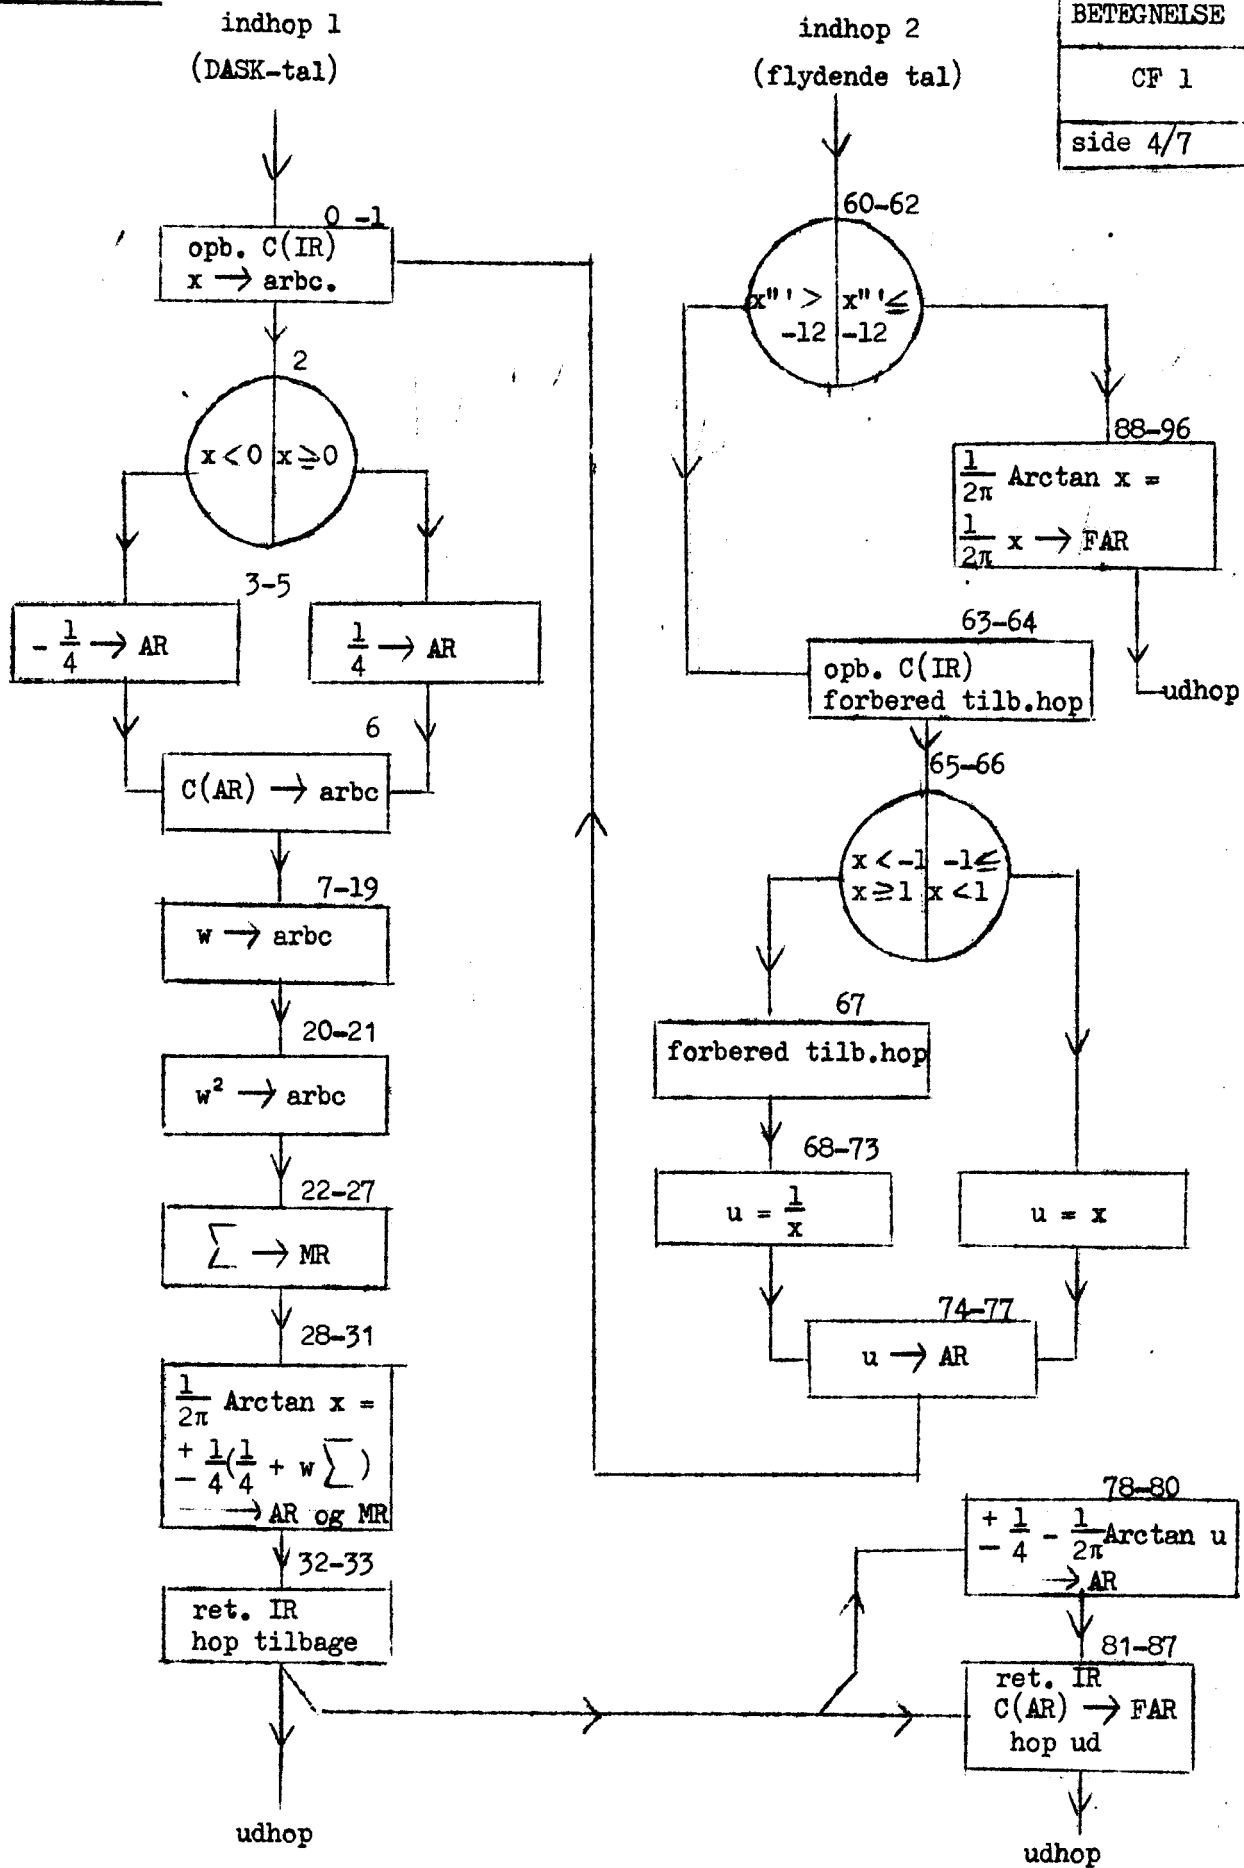 BETEGNELSE
CF 1
side 4/7
indhop 1
(DASK-tal)
0 -1
opb. C(IR)
x → arbc.
2
x < 0 x ≧ 0
3-5
- 1/4 → AR
1/4 → AR
6
C(AR) → arbc
7-19
w → arbc
20-21
w² → arbc
22-27
∑ → MR
28-31
1/2π Arctan x =
± 1/4(1/4 + w∑)
→ AR og MR
32-33
ret. IR
hop tilbage
udhop
indhop 2
(flydende tal)
60-62
x"'> x"'≦
-12 -12
88-96
1/2π Arctan x =
1/2π x → FAR
udhop
63-64
opb. C(IR)
forbered tilb.hop
65-66
x < -1 -1 ≦
x ≧ 1 x < 1
67
forbered tilb.hop
68-73
u = 1/x
u = x
74-77
u → AR
78-80
± 1/4 - 1/2π Arctan u
→ AR
81-87
ret. IR
C(AR) → FAR
hop ud
udhop